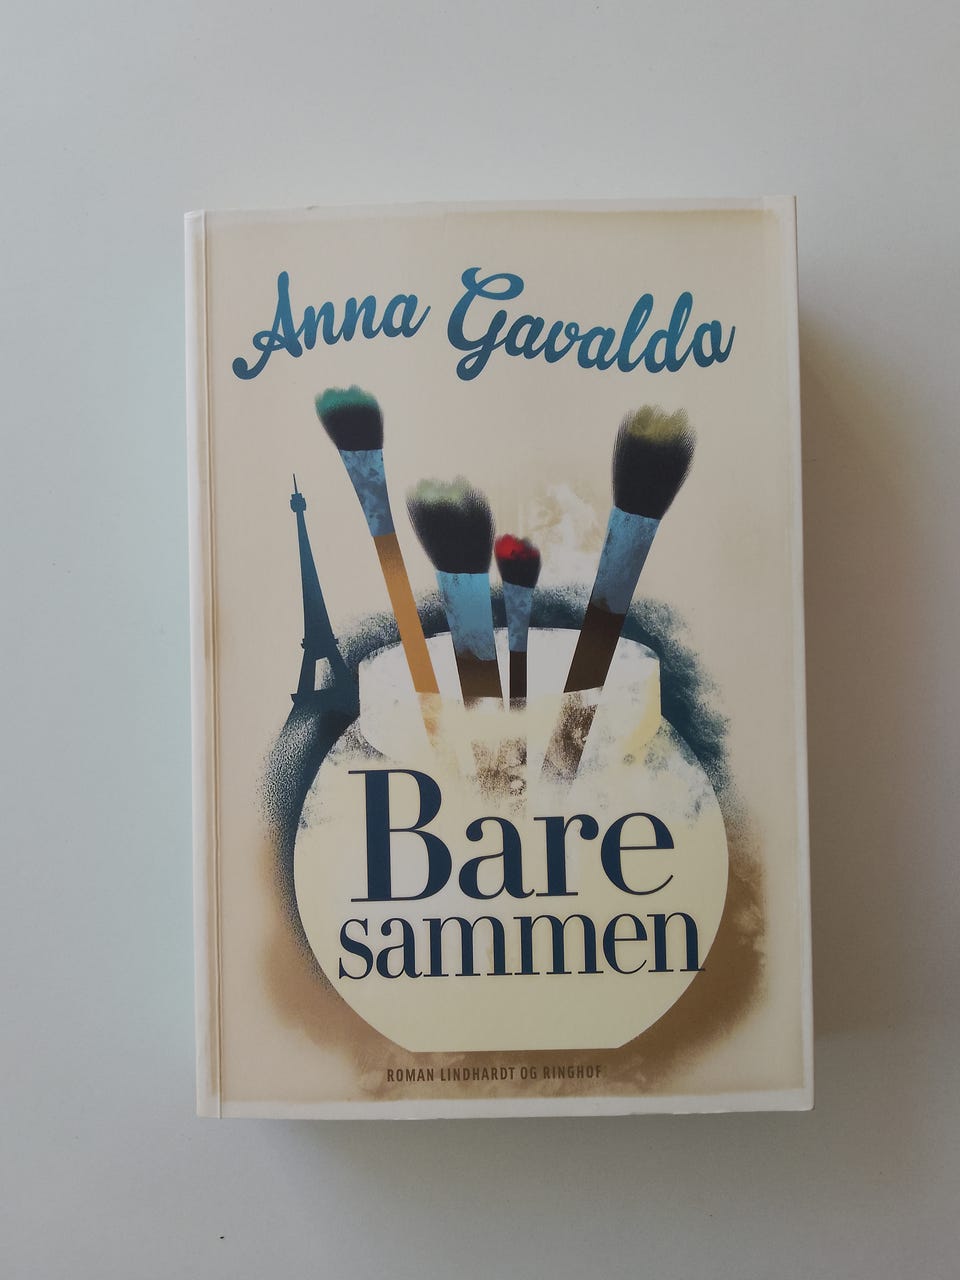 Anna Gavalda
Bare
sammen
ROMAN LINDHARDT OG RINGHOF